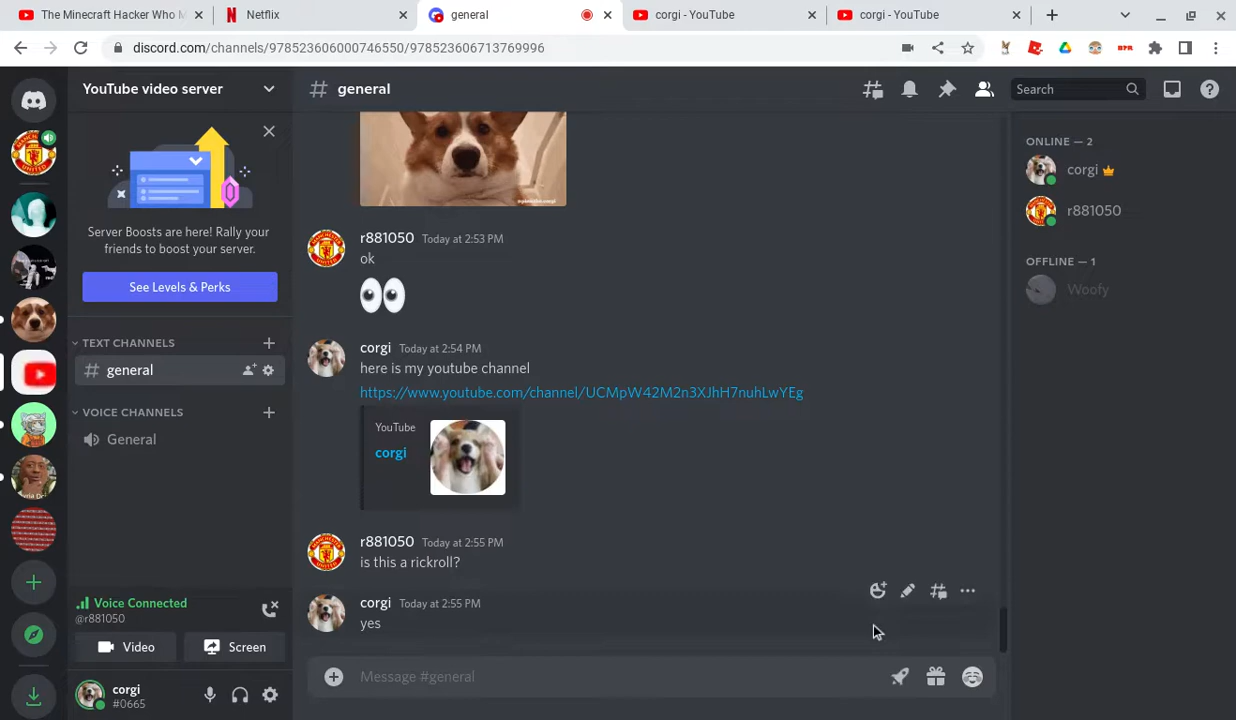 The Minecraft Hacker Who M
Netflix
general
corgi - YouTube
corgi - YouTube
discord.com/channels/978523606000746550/978523606713769996
BPR
YouTube video server
general
Search
Server Boosts are here! Rally your
friends to boost your server.
See Levels & Perks
TEXT CHANNELS
general
VOICE CHANNELS
General
Voice Connected
@r881050
Video
Screen
corgi
#0665
r881050 Today at 2:53 PM
ok
corgi Today at 2:54 PM
here is my youtube channel
https://www.youtube.com/channel/UCMpW42M2n3XJhH7nuhLwYEg
YouTube
corgi
r881050 Today at 2:55 PM
is this a rickroll?
corgi Today at 2:55 PM
yes
Message #general
ONLINE — 2
corgi
r881050
OFFLINE — 1
Woofy